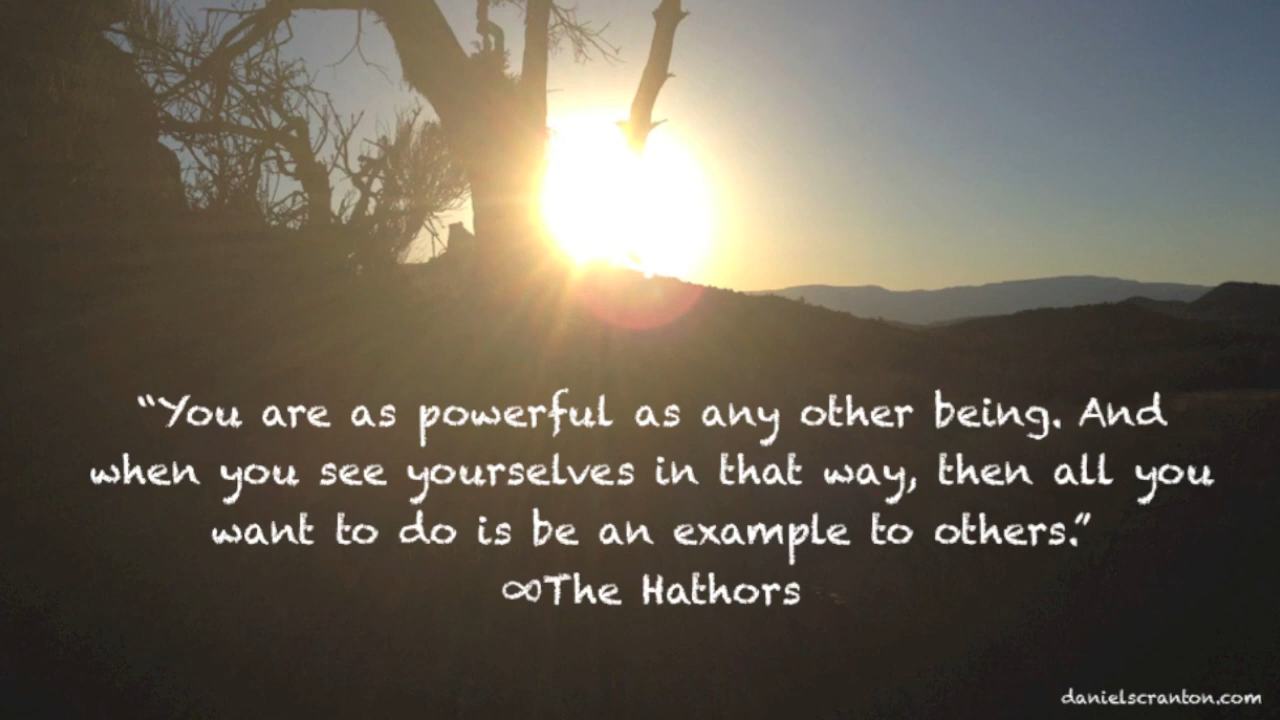 “You are as powerful as any other being. And
when you see yourselves in that way, then all you
want to do is be an example to others.”
∞The Hathors
danielscranton.com